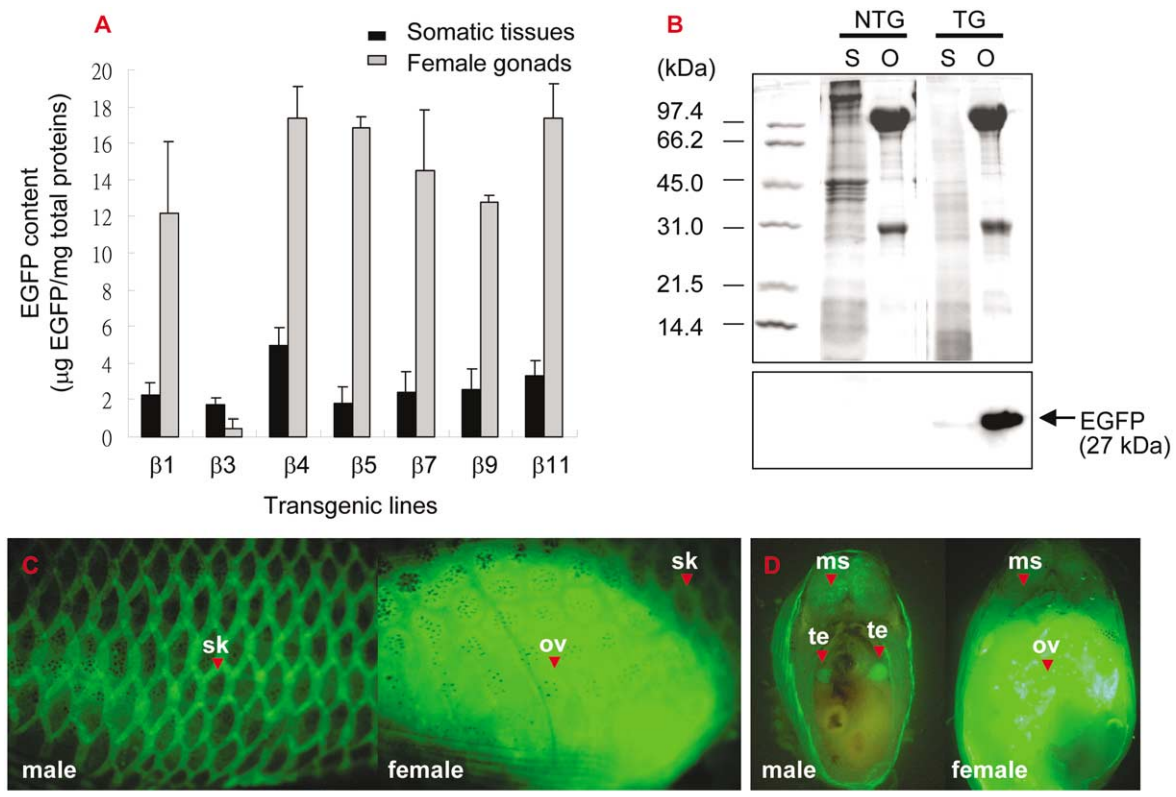 A
Somatic tissues
Female gonads
EGFP content
(µg EGFP/mg total proteins)
20
18
16
14
12
10
8
6
4
2
0
β1 β3 β4 β5 β7 β9 β11
Transgenic lines
B
NTG TG
(kDa) S O S O
97.4
66.2
45.0
31.0
21.5
14.4
EGFP
(27 kDa)
C
sk
male
sk
ov
female
D
ms
te te
male
ms
ov
female